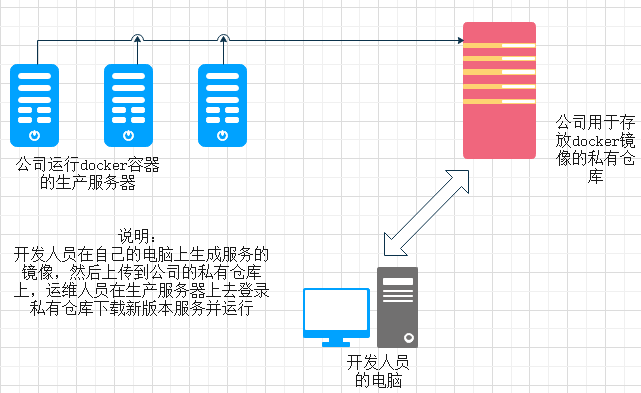 公司运行docker容器
的生产服务器
公司用于存
放docker镜
像的私有仓
库
说明：
开发人员在自己的电脑上生成服务的
镜像，然后上传到公司的私有仓库
上，运维人员在生产服务器上去登录
私有仓库下载新版本服务并运行
开发人员
的电脑